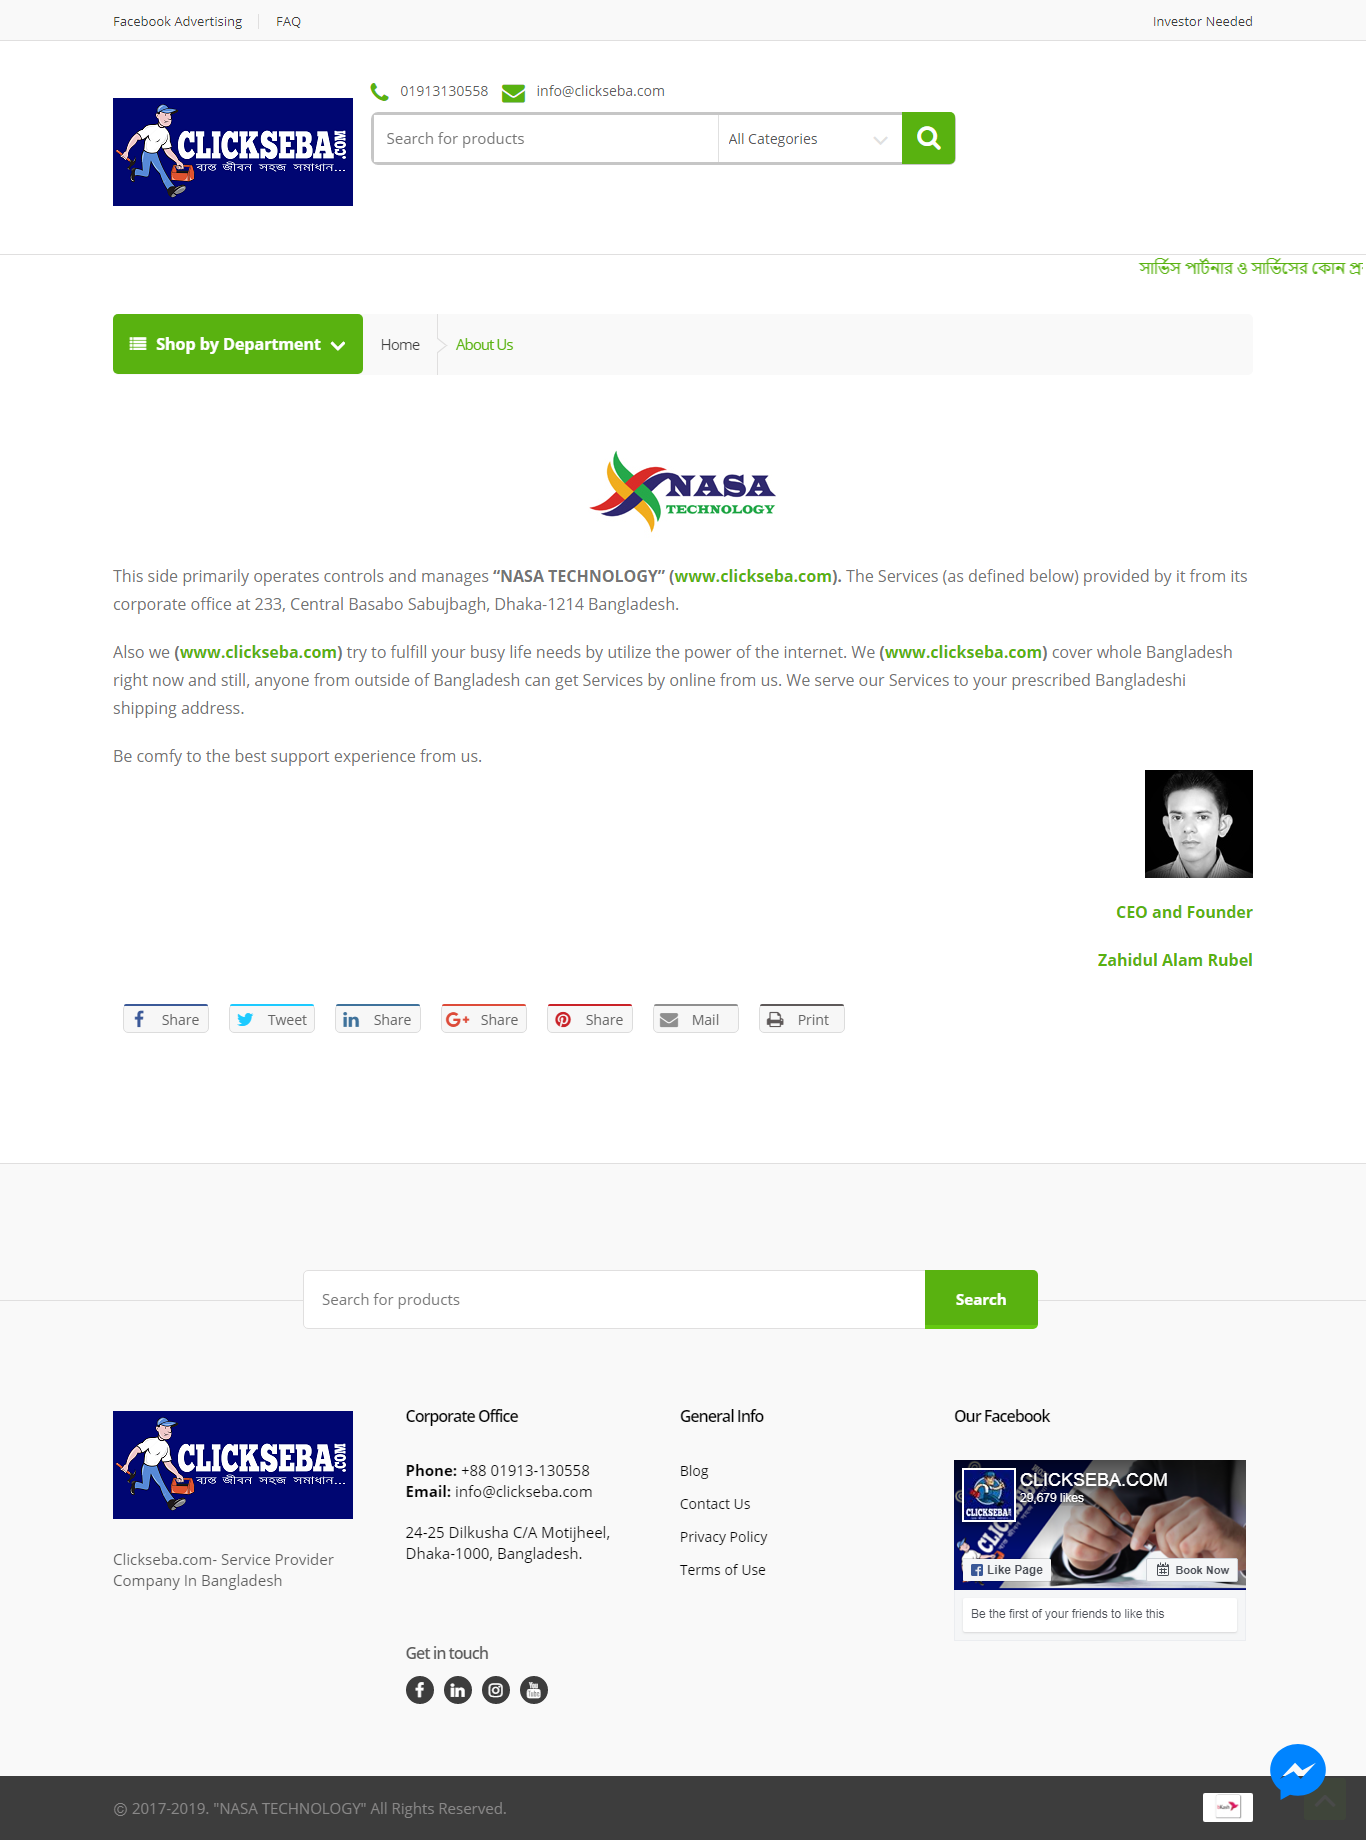 Facebook Advertising
FAQ
Investor Needed
01913130558
info@clickseba.com
CLICKSEBA.COM
ব্যস্ত জীবন সহজ সমাধান...
Search for products
All Categories
সার্ভিস পার্টনার ও সার্ভিসের কোন
Shop by Department
Home
About Us
NASA
TECHNOLOGY
This side primarily operates controls and manages “NASA TECHNOLOGY” (www.clickseba.com). The Services (as defined below) provided by it from its
corporate office at 233, Central Basabo Sabujbagh, Dhaka-1214 Bangladesh.
Also we (www.clickseba.com) try to fulfill your busy life needs by utilize the power of the internet. We (www.clickseba.com) cover whole Bangladesh
right now and still, anyone from outside of Bangladesh can get Services by online from us. We serve our Services to your prescribed Bangladeshi
shipping address.
Be comfy to the best support experience from us.
CEO and Founder
Zahidul Alam Rubel
Share
Tweet
Share
Share
Share
Mail
Print
Search for products
Search
CLICKSEBA.COM
ব্যস্ত জীবন সহজ সমাধান...
Clickseba.com- Service Provider
Company In Bangladesh
Corporate Office
Phone: +88 01913-130558
Email: info@clickseba.com
24-25 Dilkusha C/A Motijheel,
Dhaka-1000, Bangladesh.
Get in touch
General Info
Blog
Contact Us
Privacy Policy
Terms of Use
Our Facebook
CLICKSEBA.COM
29,679 likes
CLICKSEBA
Like Page
Book Now
Be the first of your friends to like this
© 2017-2019. "NASA TECHNOLOGY" All Rights Reserved.
bKash